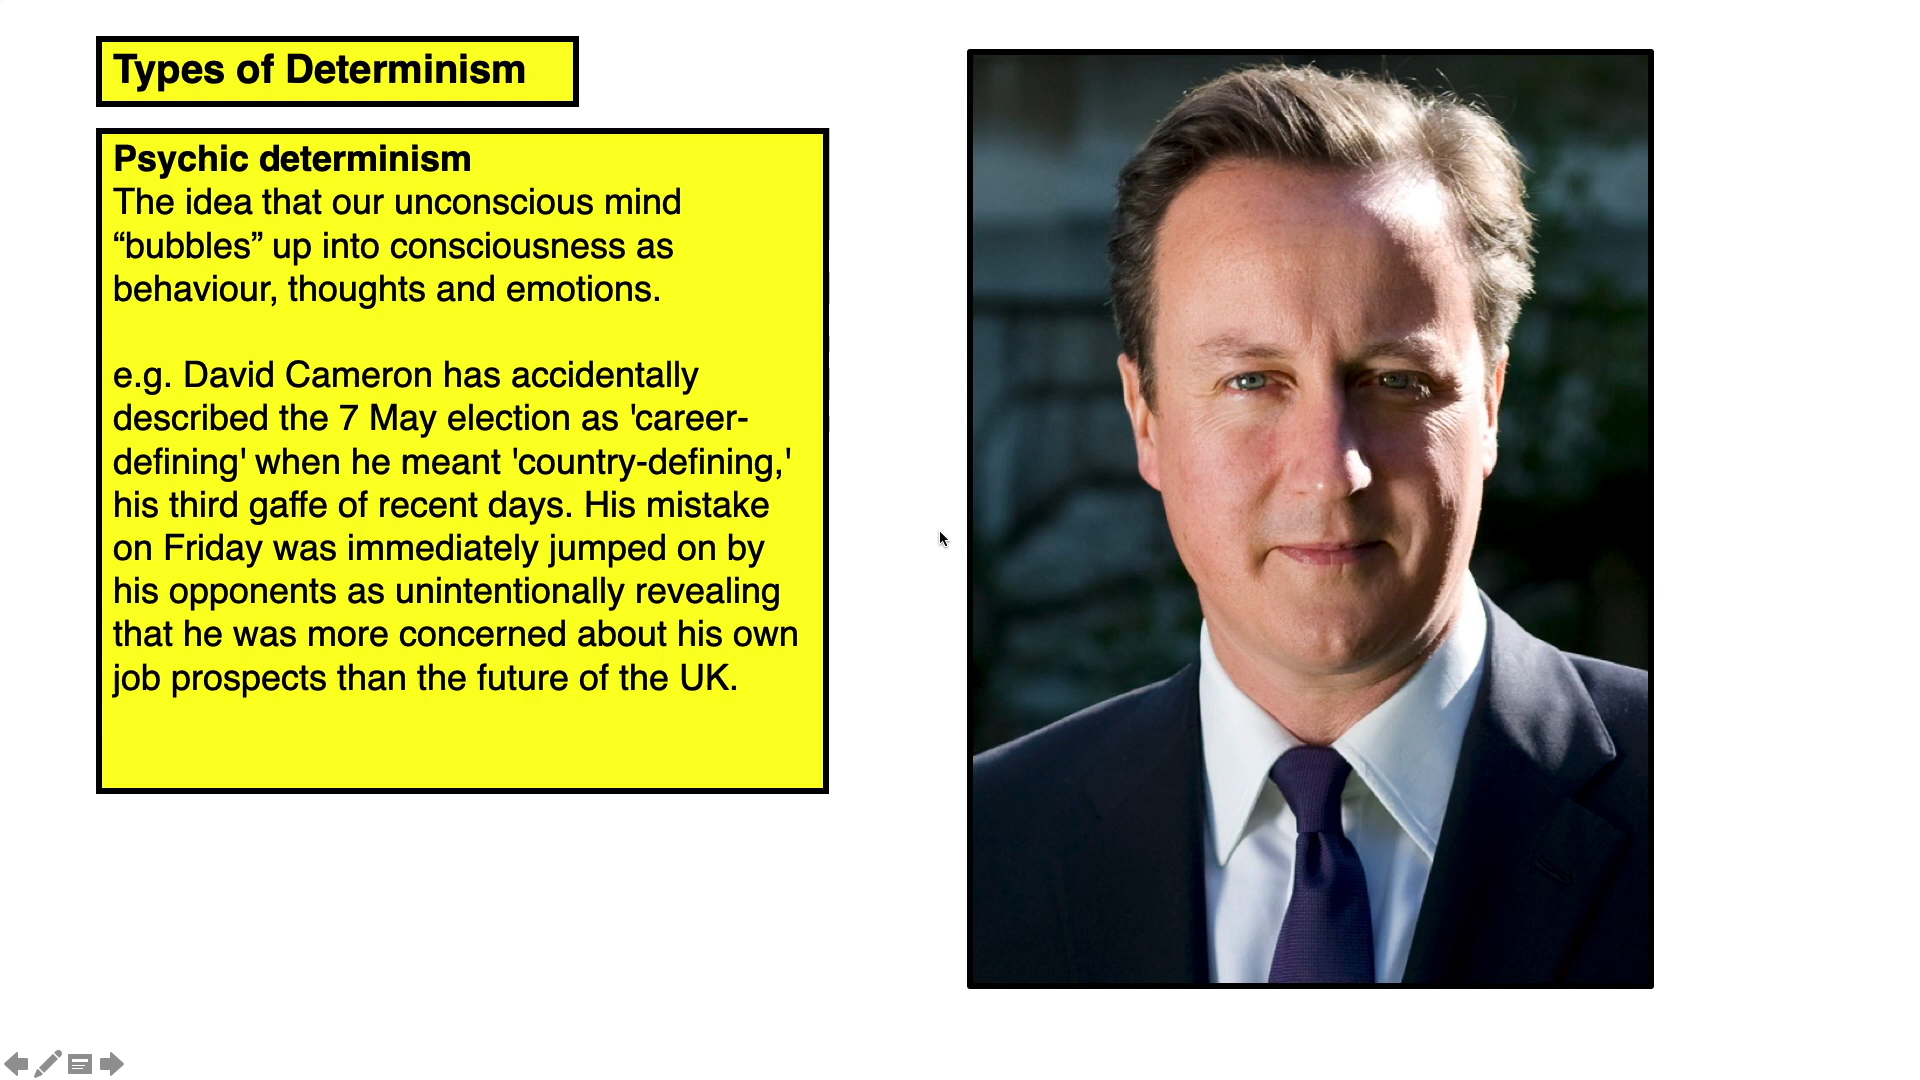 Types of Determinism
Psychic determinism
The idea that our unconscious mind
“bubbles” up into consciousness as
behaviour, thoughts and emotions.
e.g. David Cameron has accidentally
described the 7 May election as 'career-
defining' when he meant 'country-defining,'
his third gaffe of recent days. His mistake
on Friday was immediately jumped on by
his opponents as unintentionally revealing
that he was more concerned about his own
job prospects than the future of the UK.